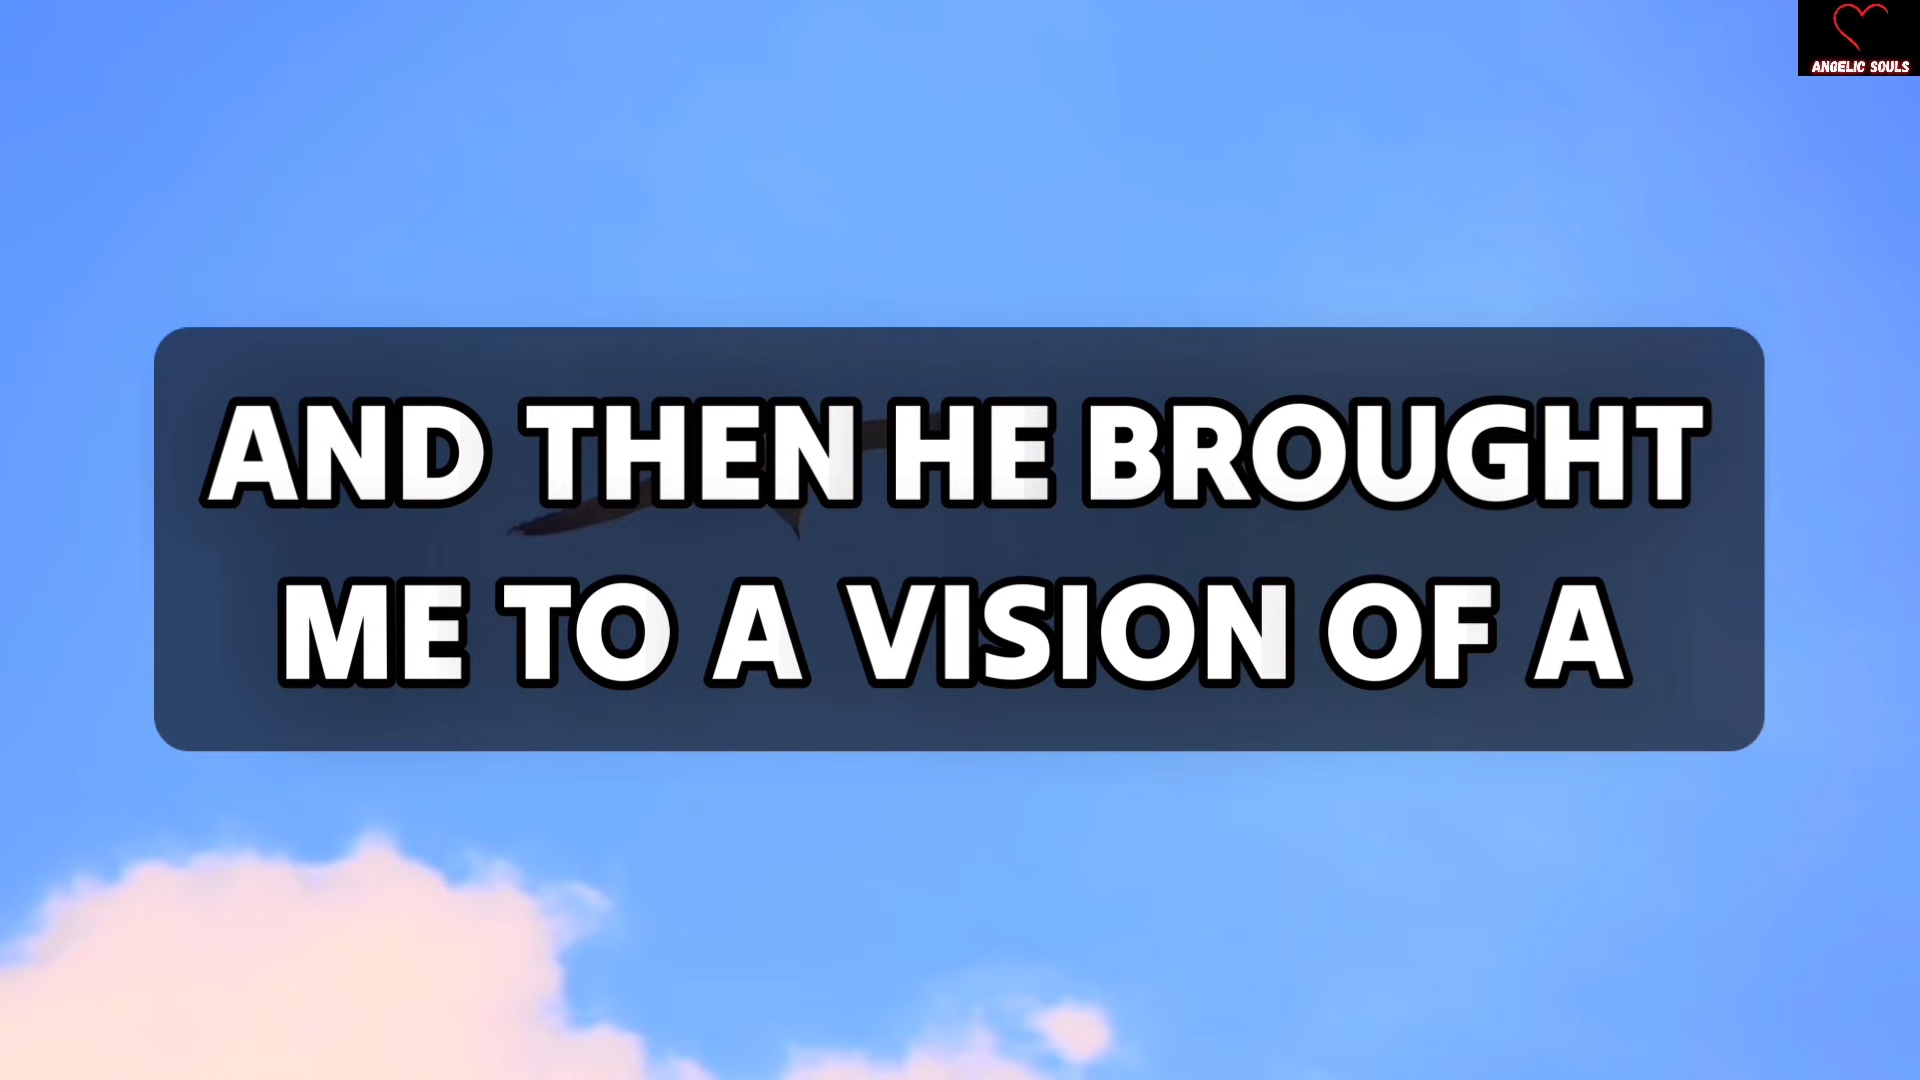 ANGELIC SOULS
AND THEN HE BROUGHT
ME TO A VISION OF A